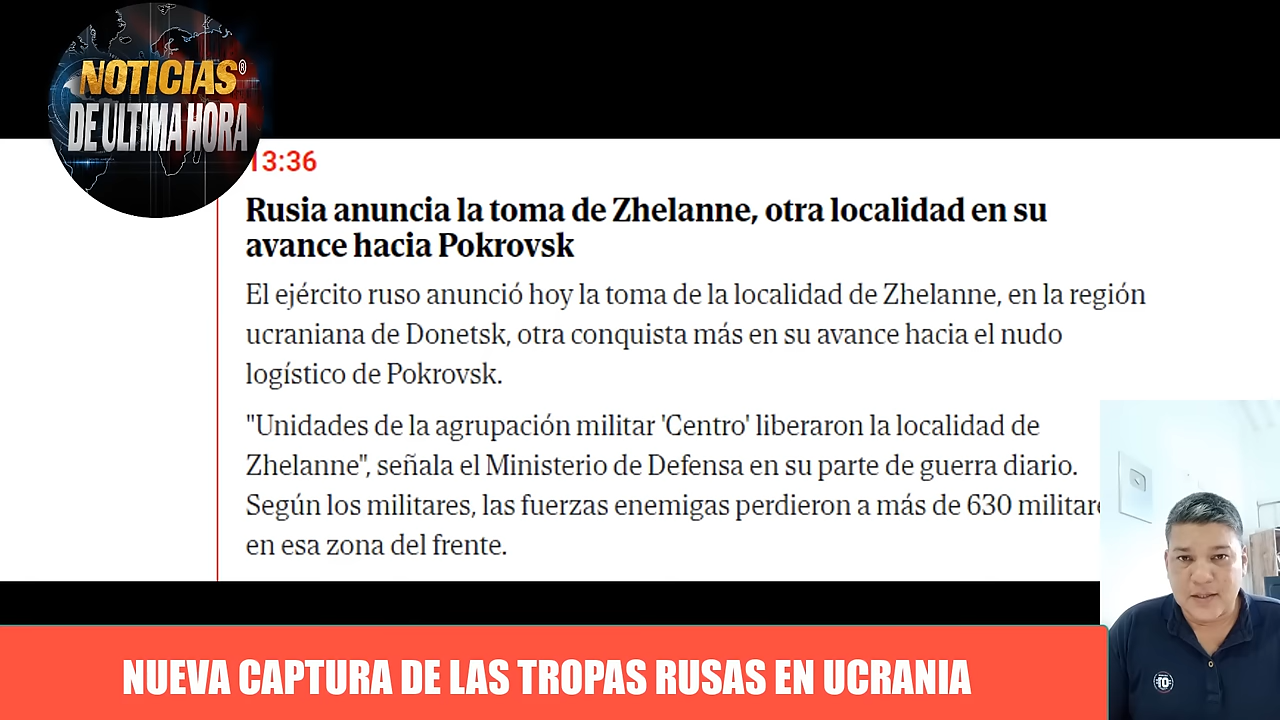 NOTICIAS®
DE ULTIMA HORA
13:36
Rusia anuncia la toma de Zhelanne, otra localidad en su
avance hacia Pokrovsk
El ejército ruso anunció hoy la toma de la localidad de Zhelanne, en la región
ucraniana de Donetsk, otra conquista más en su avance hacia el nudo
logístico de Pokrovsk.
"Unidades de la agrupación militar 'Centro' liberaron la localidad de
Zhelanne", señala el Ministerio de Defensa en su parte de guerra diario.
Según los militares, las fuerzas enemigas perdieron a más de 630 militare
en esa zona del frente.
NUEVA CAPTURA DE LAS TROPAS RUSAS EN UCRANIA